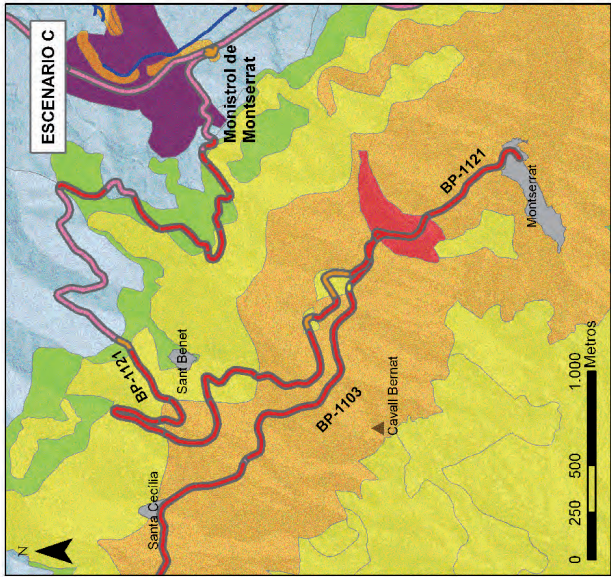 ESCENARIO C
Monistrol de
Montserrat
BP-1121
Montserrat
BP-1121
Sant Benet
BP-1103
Cavall Bernat
Santa Cecília
N
0 250 500 1.000
Metros